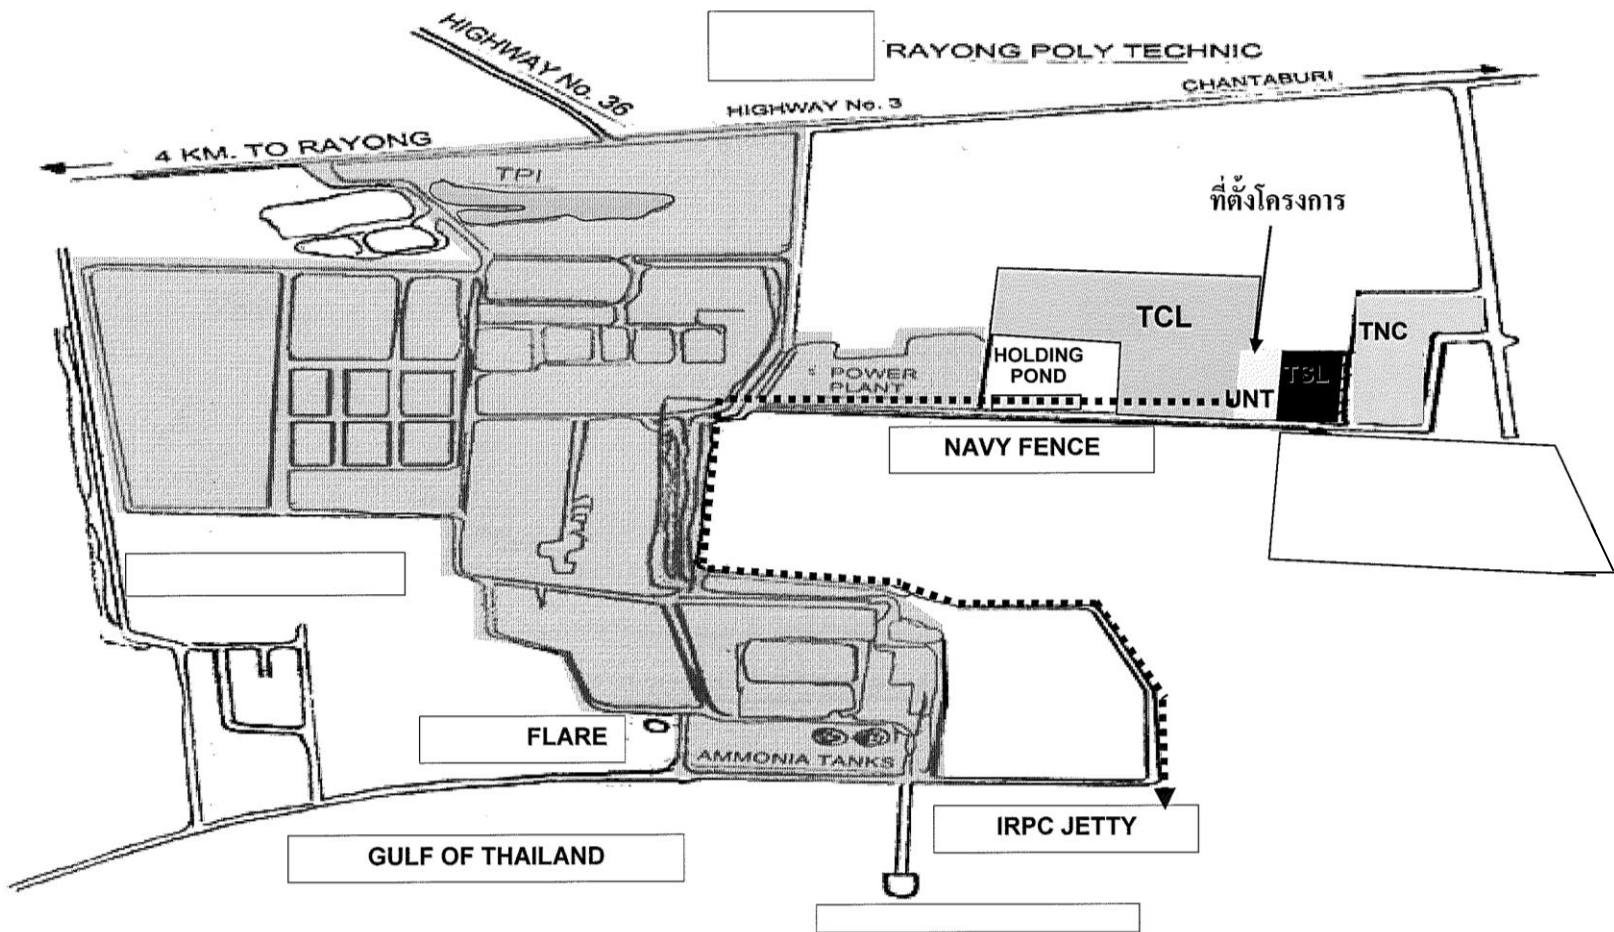 HIGHWAY No. 36
RAYONG POLY TECHNIC
CHANTABURI
HIGHWAY No. 3
4 KM. TO RAYONG
TPI
ที่ตั้งโครงการ
TCL
TNC
HOLDING
POND
POWER
PLANT
TSL
UNT
NAVY FENCE
FLARE
AMMONIA TANKS
IRPC JETTY
GULF OF THAILAND